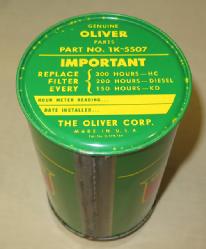 GENUINE
OLIVER
PARTS
PART NO. 1K-5507
IMPORTANT
REPLACE 300 HOURS—HC
FILTER 200 HOURS—DIESEL
EVERY 150 HOURS—KD
HOUR METER READING
DATE INSTALLED
THE OLIVER CORP.
MADE IN U.S.A.